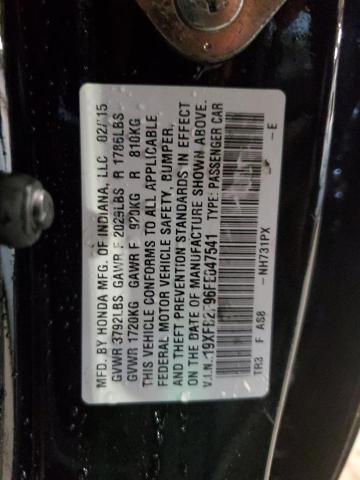 MFD. BY HONDA MFG. OF INDIANA, LLC 02/15
GVWR 3792LBS GAWR F 2029LBS R 1786LBS
GVWR 1720KG GAWR F 920KG R 810KG
THIS VEHICLE CONFORMS TO ALL APPLICABLE
FEDERAL MOTOR VEHICLE SAFETY, BUMPER,
AND THEFT PREVENTION STANDARDS IN EFFECT
ON THE DATE OF MANUFACTURE SHOWN ABOVE.
V.I.N.: TYPE: PASSENGER CAR
TR3 F AS8 -NH731PX -E